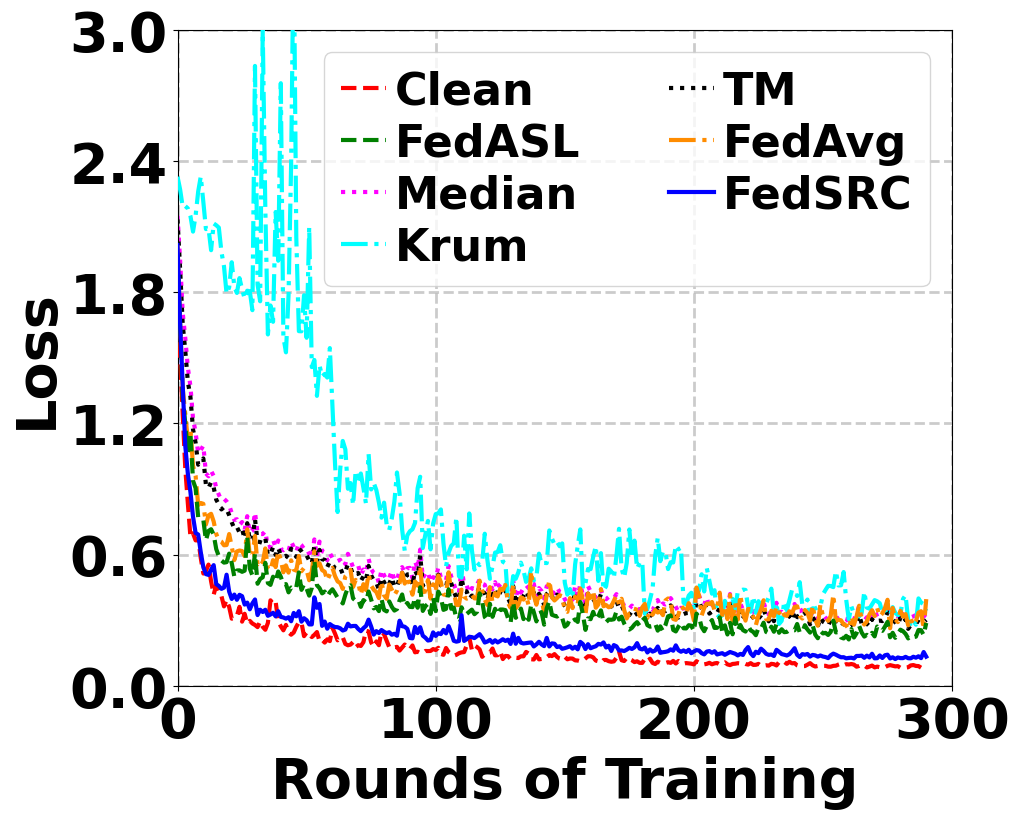 3.0
2.4
1.8
1.2
0.6
0.0
Loss
Clean
FedASL
Median
Krum
TM
FedAvg
FedSRC
0 100 200 300
Rounds of Training